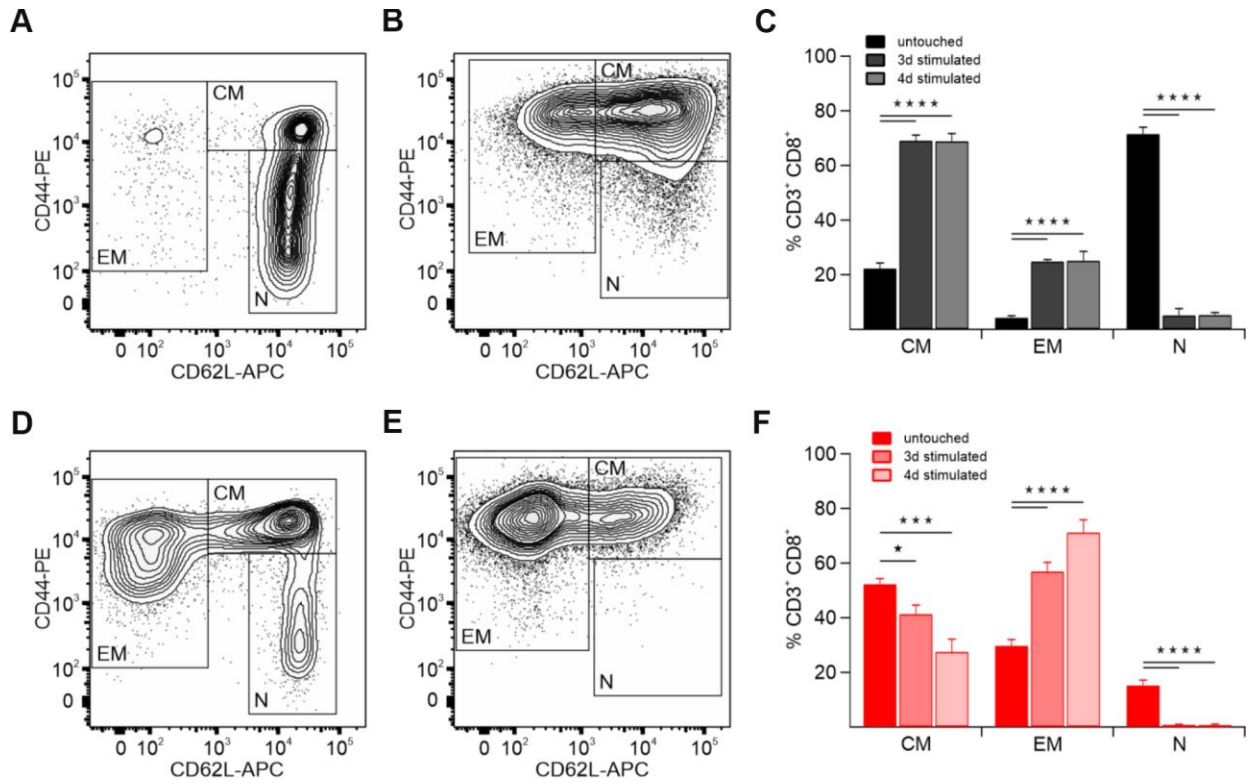 A
CD44-PE
10⁵
10⁴
10³
10²
0
CM
EM
N
0 10² 10³ 10⁴ 10⁵
CD62L-APC
B
CD44-PE
10⁵
10⁴
10³
10²
0
CM
EM
N
0 10² 10³ 10⁴ 10⁵
CD62L-APC
C
untouched
3d stimulated
4d stimulated
% CD3⁺ CD8⁺
100
80
60
40
20
★★★★
★★★★
★★★★
CM EM N
D
CD44-PE
10⁵
10⁴
10³
10²
0
CM
EM
N
0 10² 10³ 10⁴ 10⁵
CD62L-APC
E
CD44-PE
10⁵
10⁴
10³
10²
0
CM
EM
N
0 10² 10³ 10⁴ 10⁵
CD62L-APC
F
untouched
3d stimulated
4d stimulated
% CD3⁺ CD8⁺
100
80
60
40
20
★★★
★
★★★★
★★★★
CM EM N